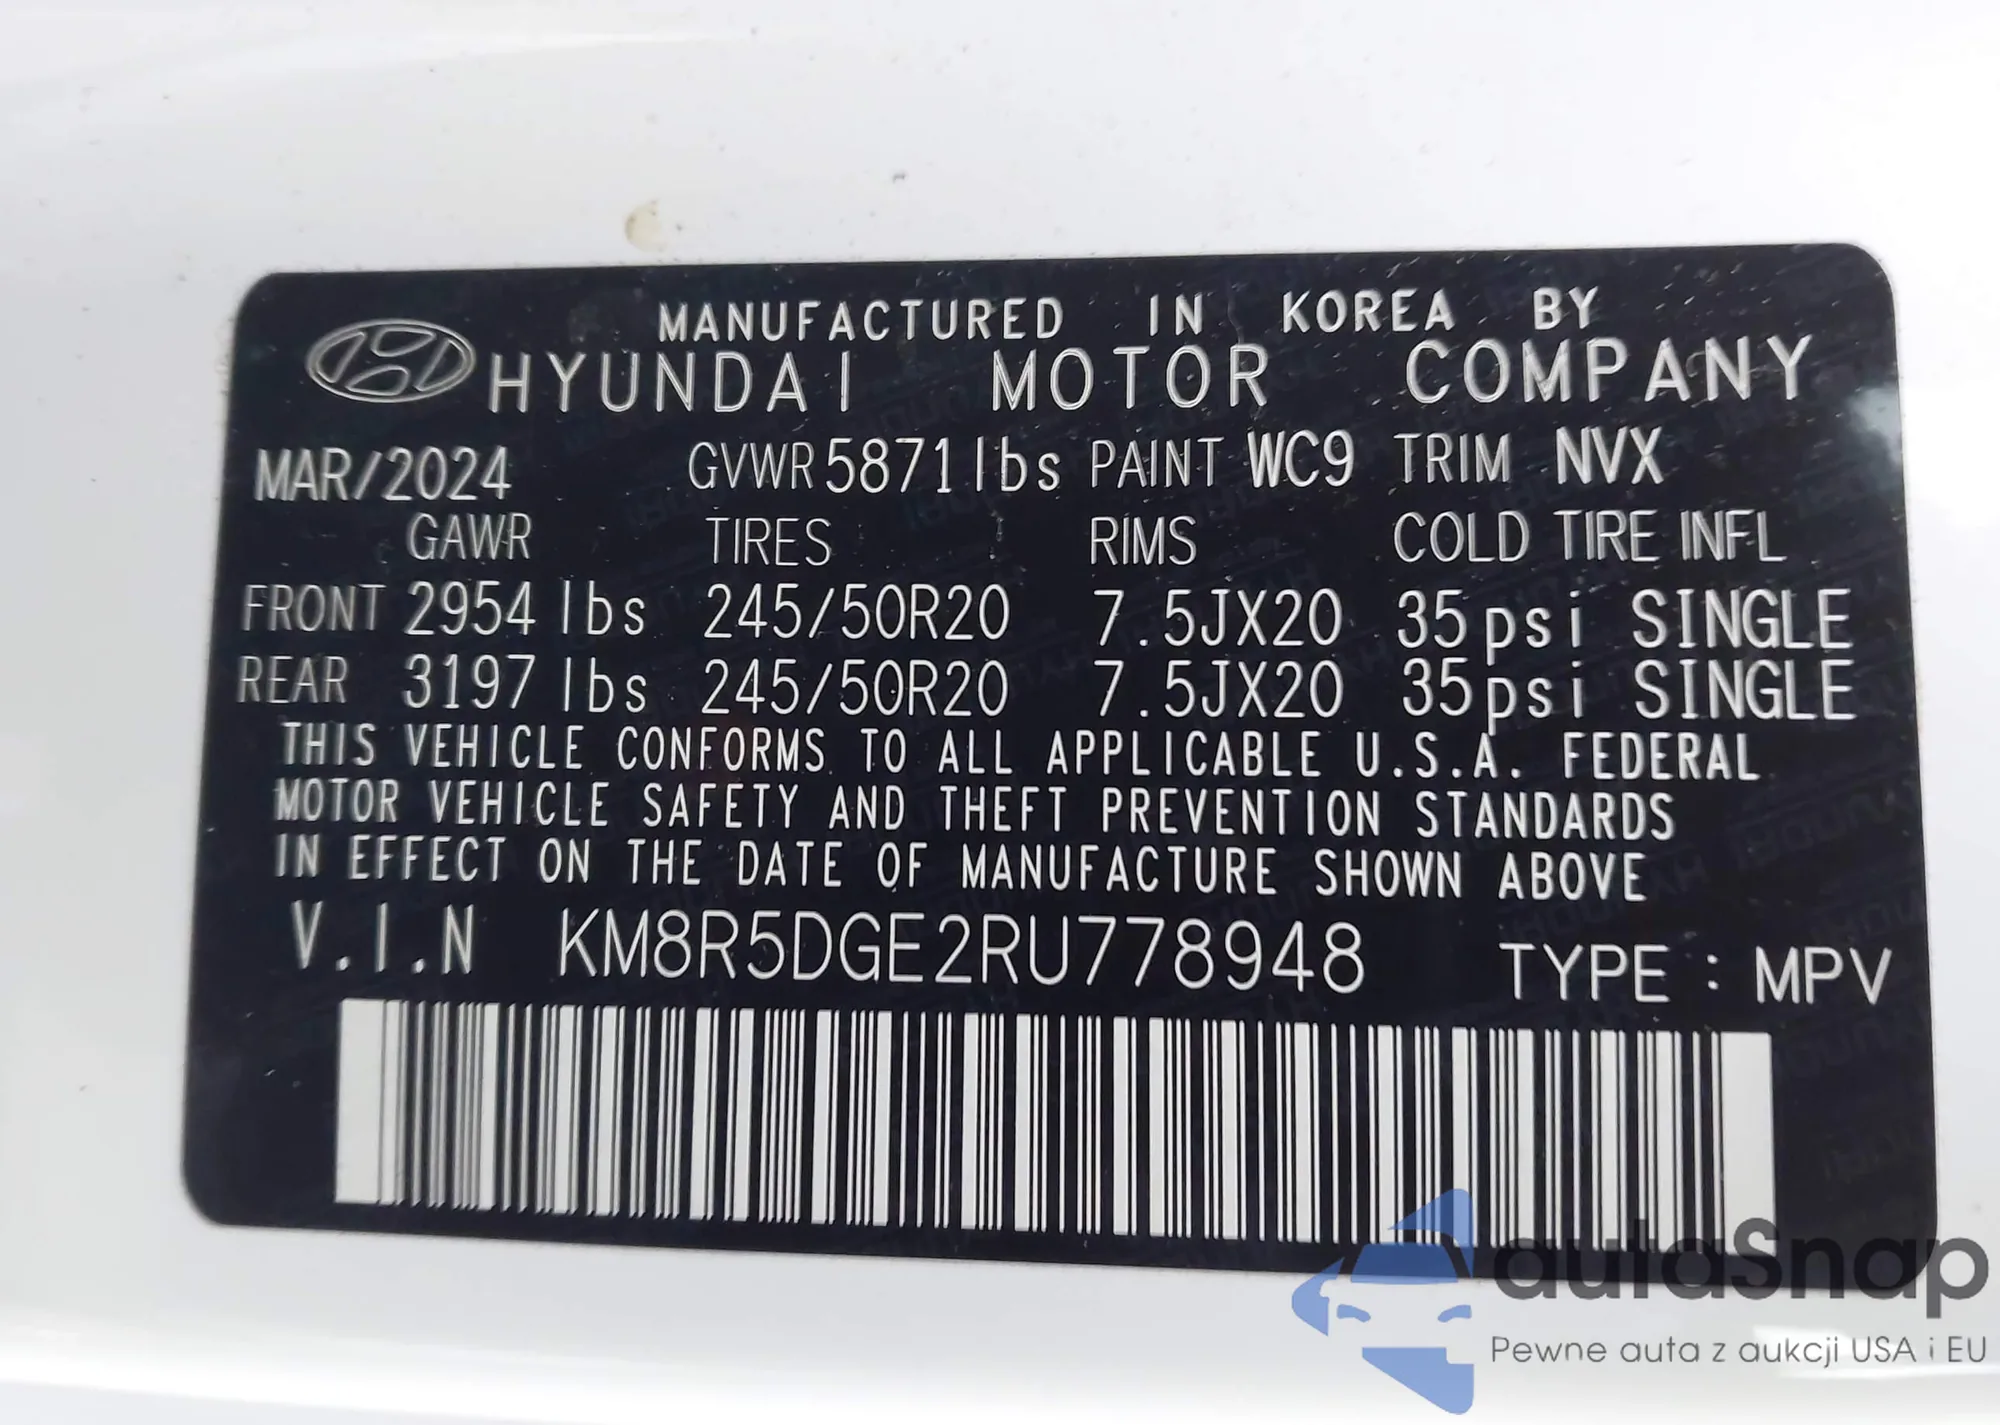 MANUFACTURED IN KOREA BY
HYUNDAI MOTOR COMPANY
MAR/2024 GVWR 5871 lbs PAINT WC9 TRIM NVX
GAWR TIRES RIMS COLD TIRE INFL
FRONT 2954 lbs 245/50R20 7.5JX20 35psi SINGLE
REAR 3197 lbs 245/50R20 7.5JX20 35psi SINGLE
THIS VEHICLE CONFORMS TO ALL APPLICABLE U.S.A. FEDERAL
MOTOR VEHICLE SAFETY AND THEFT PREVENTION STANDARDS
IN EFFECT ON THE DATE OF MANUFACTURE SHOWN ABOVE
V.I.N KM8R5DGE2RU778948 TYPE : MPV
autaSnap
Pewne auta z aukcji USA i EU